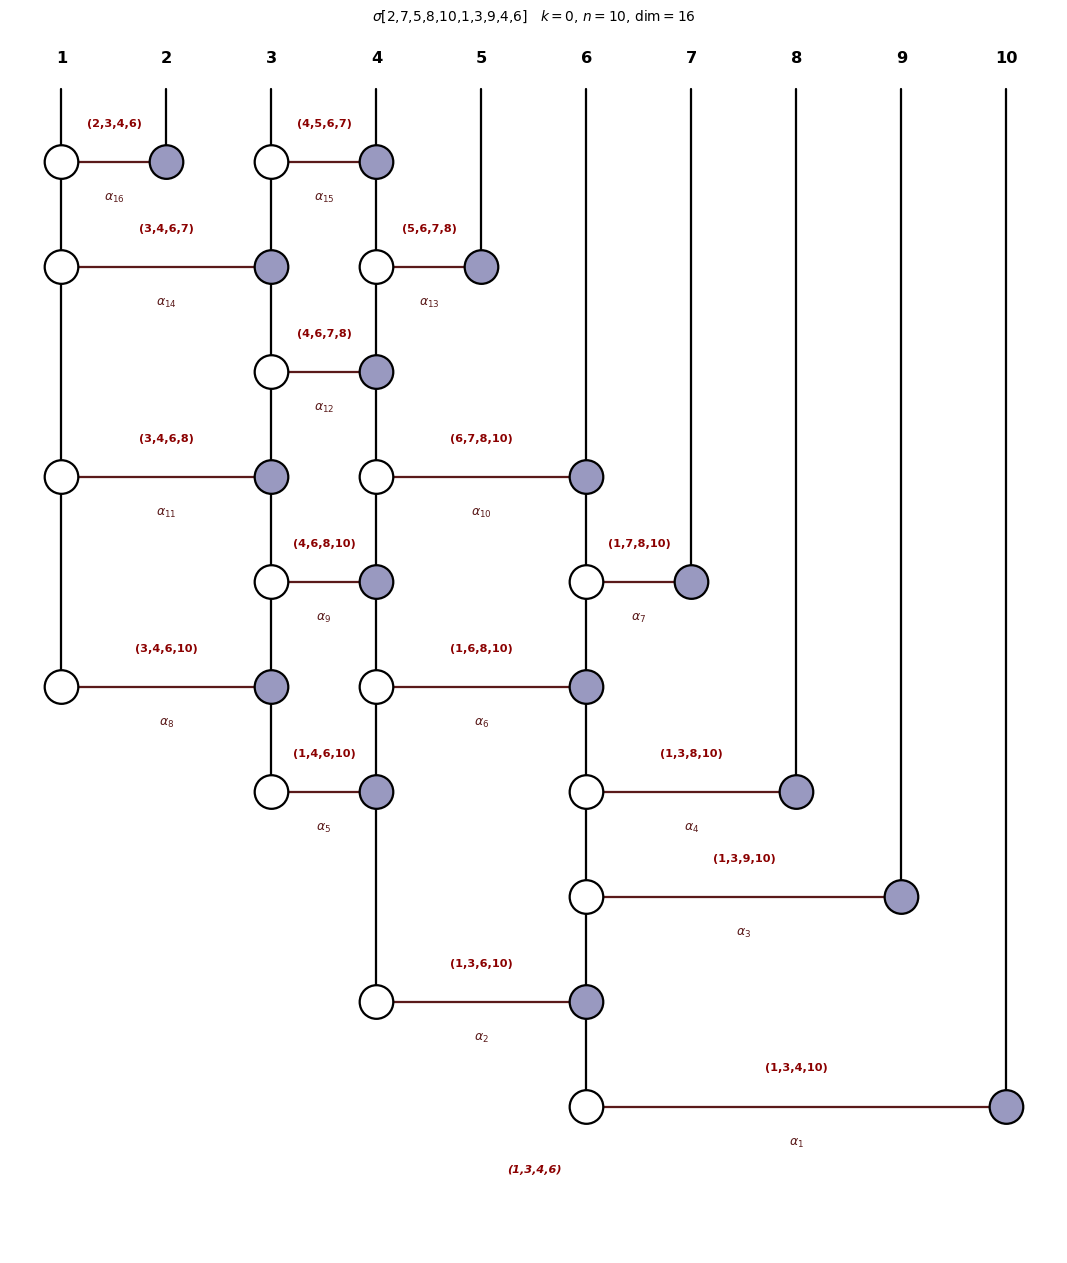 σ[2,7,5,8,10,1,3,9,4,6]   k=0, n=10, dim=16
1 2 3 4 5 6 7 8 9 10
(2,3,4,6) (4,5,6,7)
α₁₆ α₁₅
(3,4,6,7) (5,6,7,8)
α₁₄ α₁₃
(4,6,7,8)
α₁₂
(3,4,6,8) (6,7,8,10)
α₁₁ α₁₀
(4,6,8,10) (1,7,8,10)
α₉ α₇
(3,4,6,10) (1,6,8,10)
α₈ α₆
(1,4,6,10) (1,3,8,10)
α₅ α₄
(1,3,9,10)
α₃
(1,3,6,10)
α₂
(1,3,4,10)
α₁
(1,3,4,6)